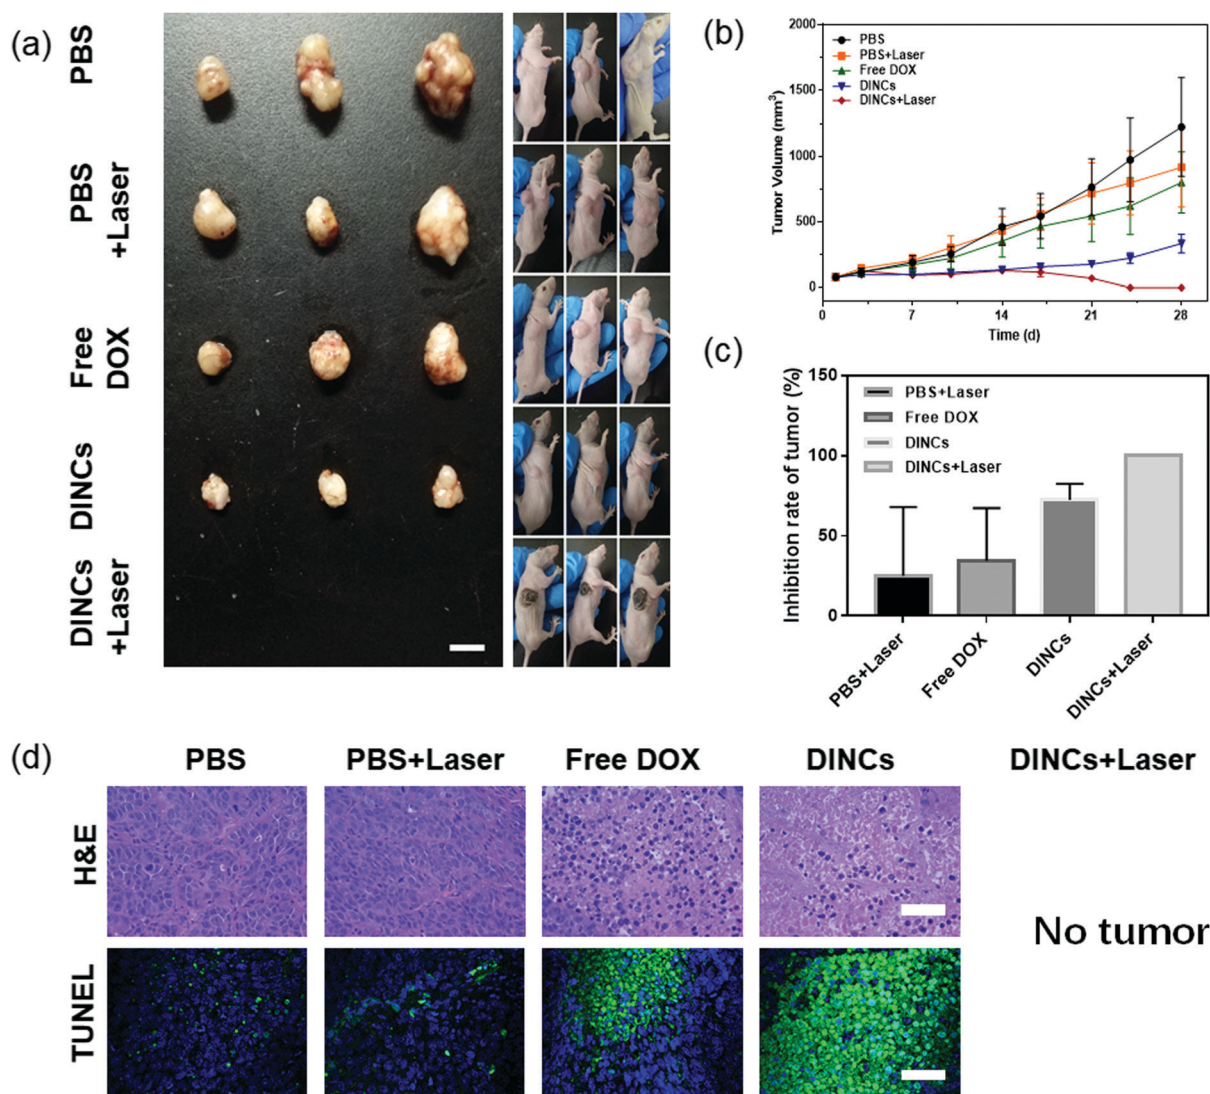 (a)
PBS
PBS
+Laser
Free
DOX
DINCs
DINCs
+Laser
(b)
Tumor Volume (mm³)
2000
1500
1000
500
0
PBS
PBS+Laser
Free DOX
DINCs
DINCs+Laser
0
7
14
21
28
Time (d)
(c)
Inhibition rate of tumor (%)
150
100
50
0
PBS+Laser
Free DOX
DINCs
DINCs+Laser
PBS+Laser
Free DOX
DINCs
DINCs+Laser
(d)
PBS
PBS+Laser
Free DOX
DINCs
DINCs+Laser
H&E
TUNEL
No tumor